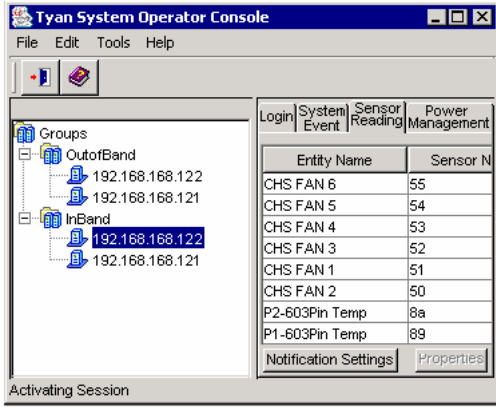 Tyan System Operator Console
File Edit Tools Help
Login System Event Sensor Reading Power Management
Groups
OutofBand
192.168.168.122
192.168.168.121
InBand
192.168.168.122
192.168.168.121
Entity Name Sensor N
CHS FAN 6 55
CHS FAN 5 54
CHS FAN 4 53
CHS FAN 3 52
CHS FAN 1 51
CHS FAN 2 50
P2-603Pin Temp 8a
P1-603Pin Temp 89
Notification Settings Properties
Activating Session